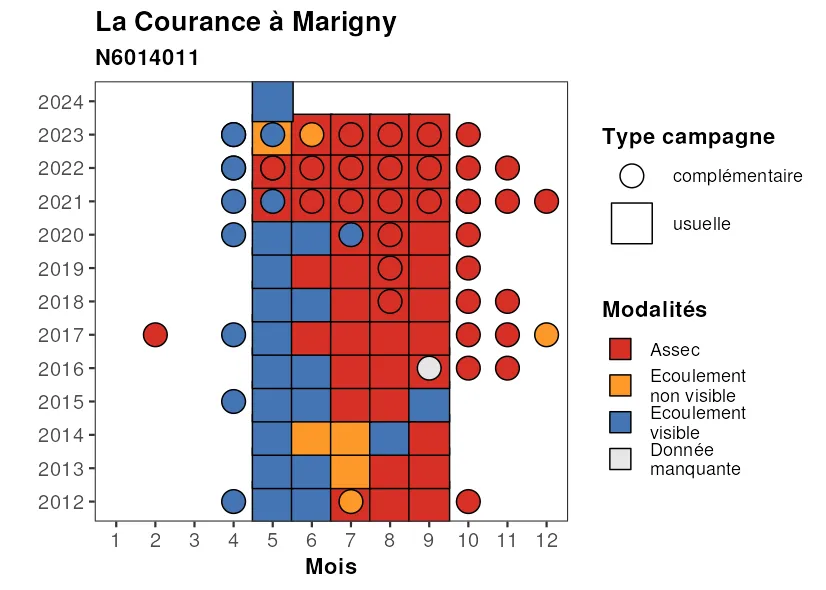 La Courance à Marigny
N6014011
2024
2023
2022
2021
2020
2019
2018
2017
2016
2015
2014
2013
2012
1 2 3 4 5 6 7 8 9 10 11 12
Mois
Type campagne
complémentaire
usuelle
Modalités
Assec
Ecoulement
non visible
Ecoulement
visible
Donnée
manquante